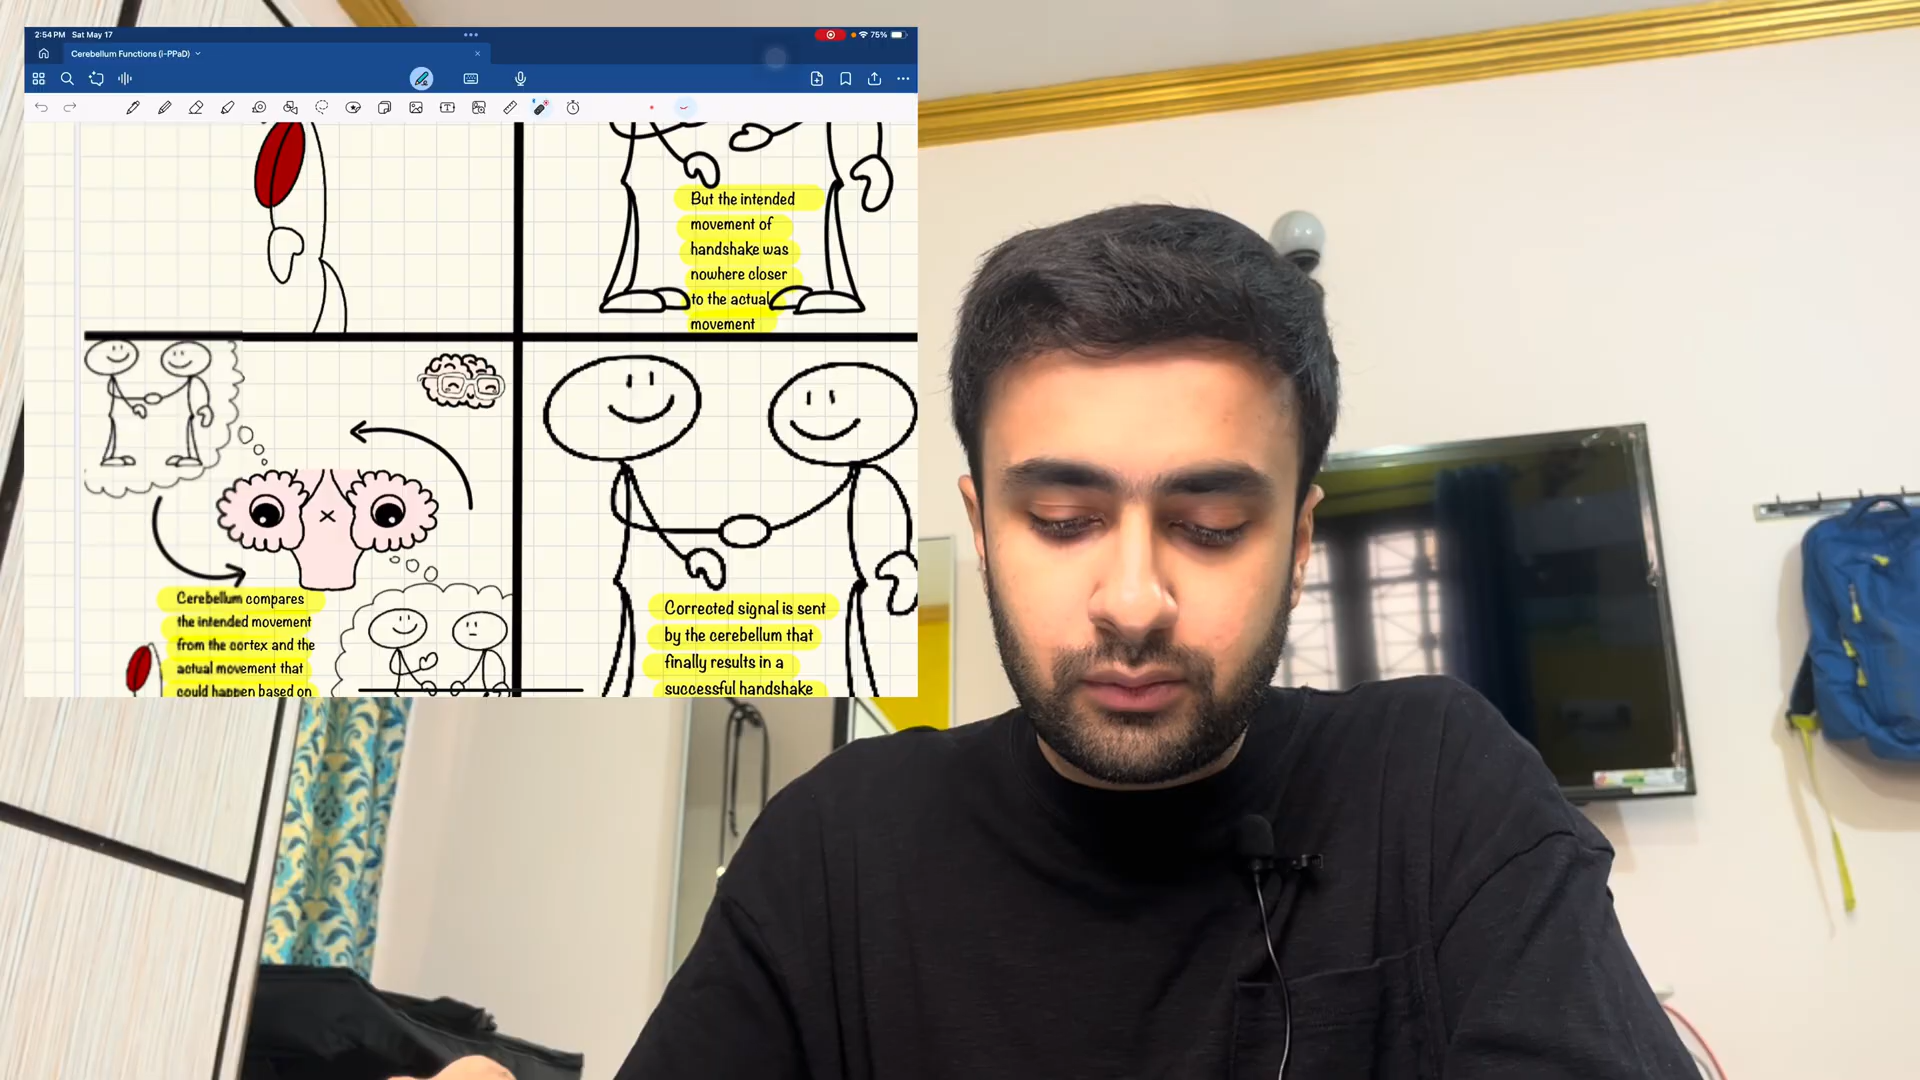 2:54 PM Sat May 17
75%
Cerebellum Functions (i-PPaD)
But the intended
movement of
handshake was
nowhere closer
to the actual
movement
Cerebellum compares
the intended movement
from the cortex and the
actual movement that
could happen based on
Corrected signal is sent
by the cerebellum that
finally results in a
successful handshake